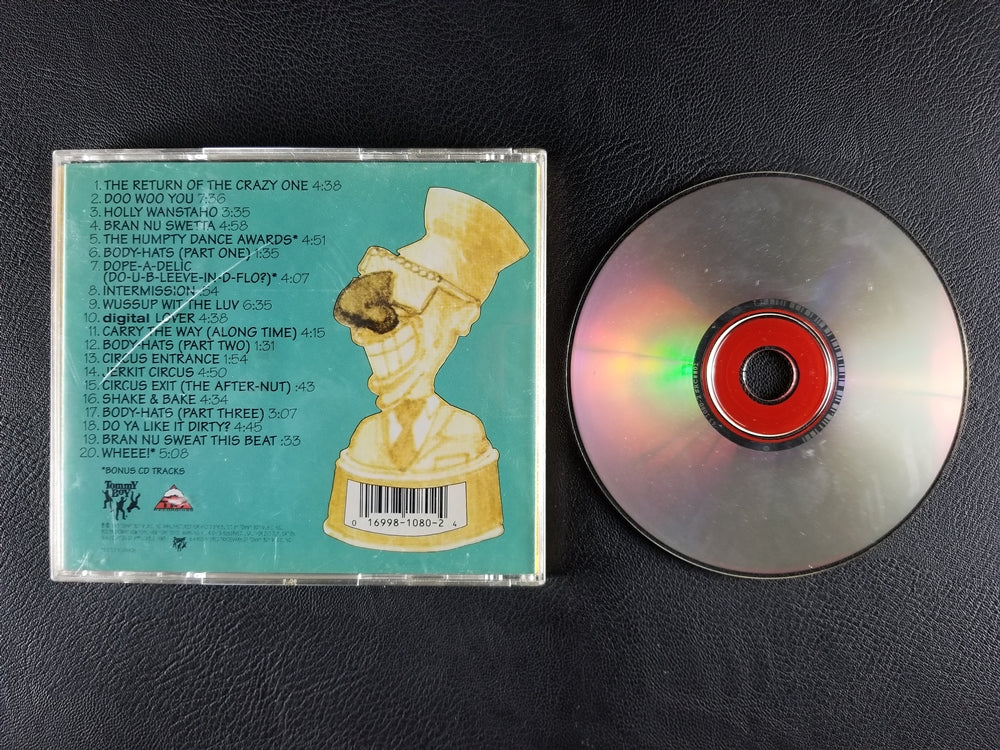 1. THE RETURN OF THE CRAZY ONE 4:38
2. DOO WOO YOU 7:36
3. HOLLY WANSTAHO 3:35
4. BRAN NU SWETTA 4:58
5. THE HUMPTY DANCE AWARDS* 4:51
6. BODY-HATS (PART ONE) 1:35
7. DOPE-A-DELIC
(DO-U-B-LEEVE-IN-D-FLO?)* 4:07
8. INTERMISSION :54
9. WUSSUP WIT THE LUV 6:35
10. digital LOVER 4:38
11. CARRY THE WAY (ALONG TIME) 4:15
12. BODY-HATS (PART TWO) 1:31
13. CIRCUS ENTRANCE 1:54
14. JERKIT CIRCUS 4:50
15. CIRCUS EXIT (THE AFTER-NUT) :43
16. SHAKE & BAKE 4:34
17. BODY-HATS (PART THREE) 3:07
18. DO YA LIKE IT DIRTY? 4:45
19. BRAN NU SWEAT THIS BEAT :33
20. WHEEE!* 5:08
*BONUS CD TRACKS
Tommy
Boy
0 16998-1080-2 4